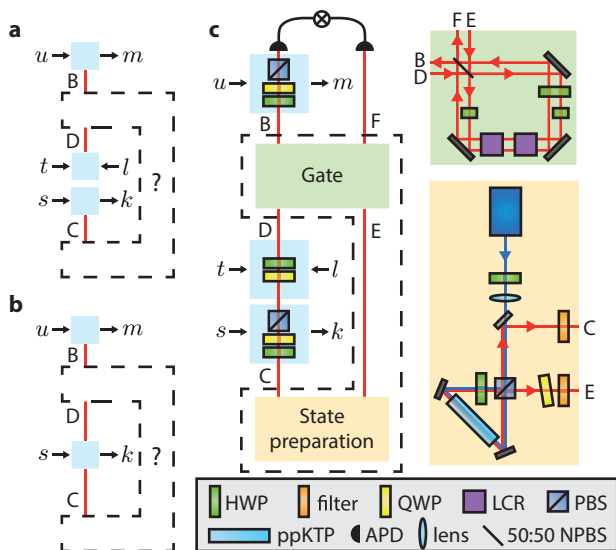 a
u m
B
D
t l
?
s k
C
b
u m
B
D
s k
?
C
c
u m
B F
Gate
D E
t l
s k
C
State
preparation
F E
B
D
C
E
HWP filter QWP LCR PBS
ppKTP APD lens 50:50 NPBS